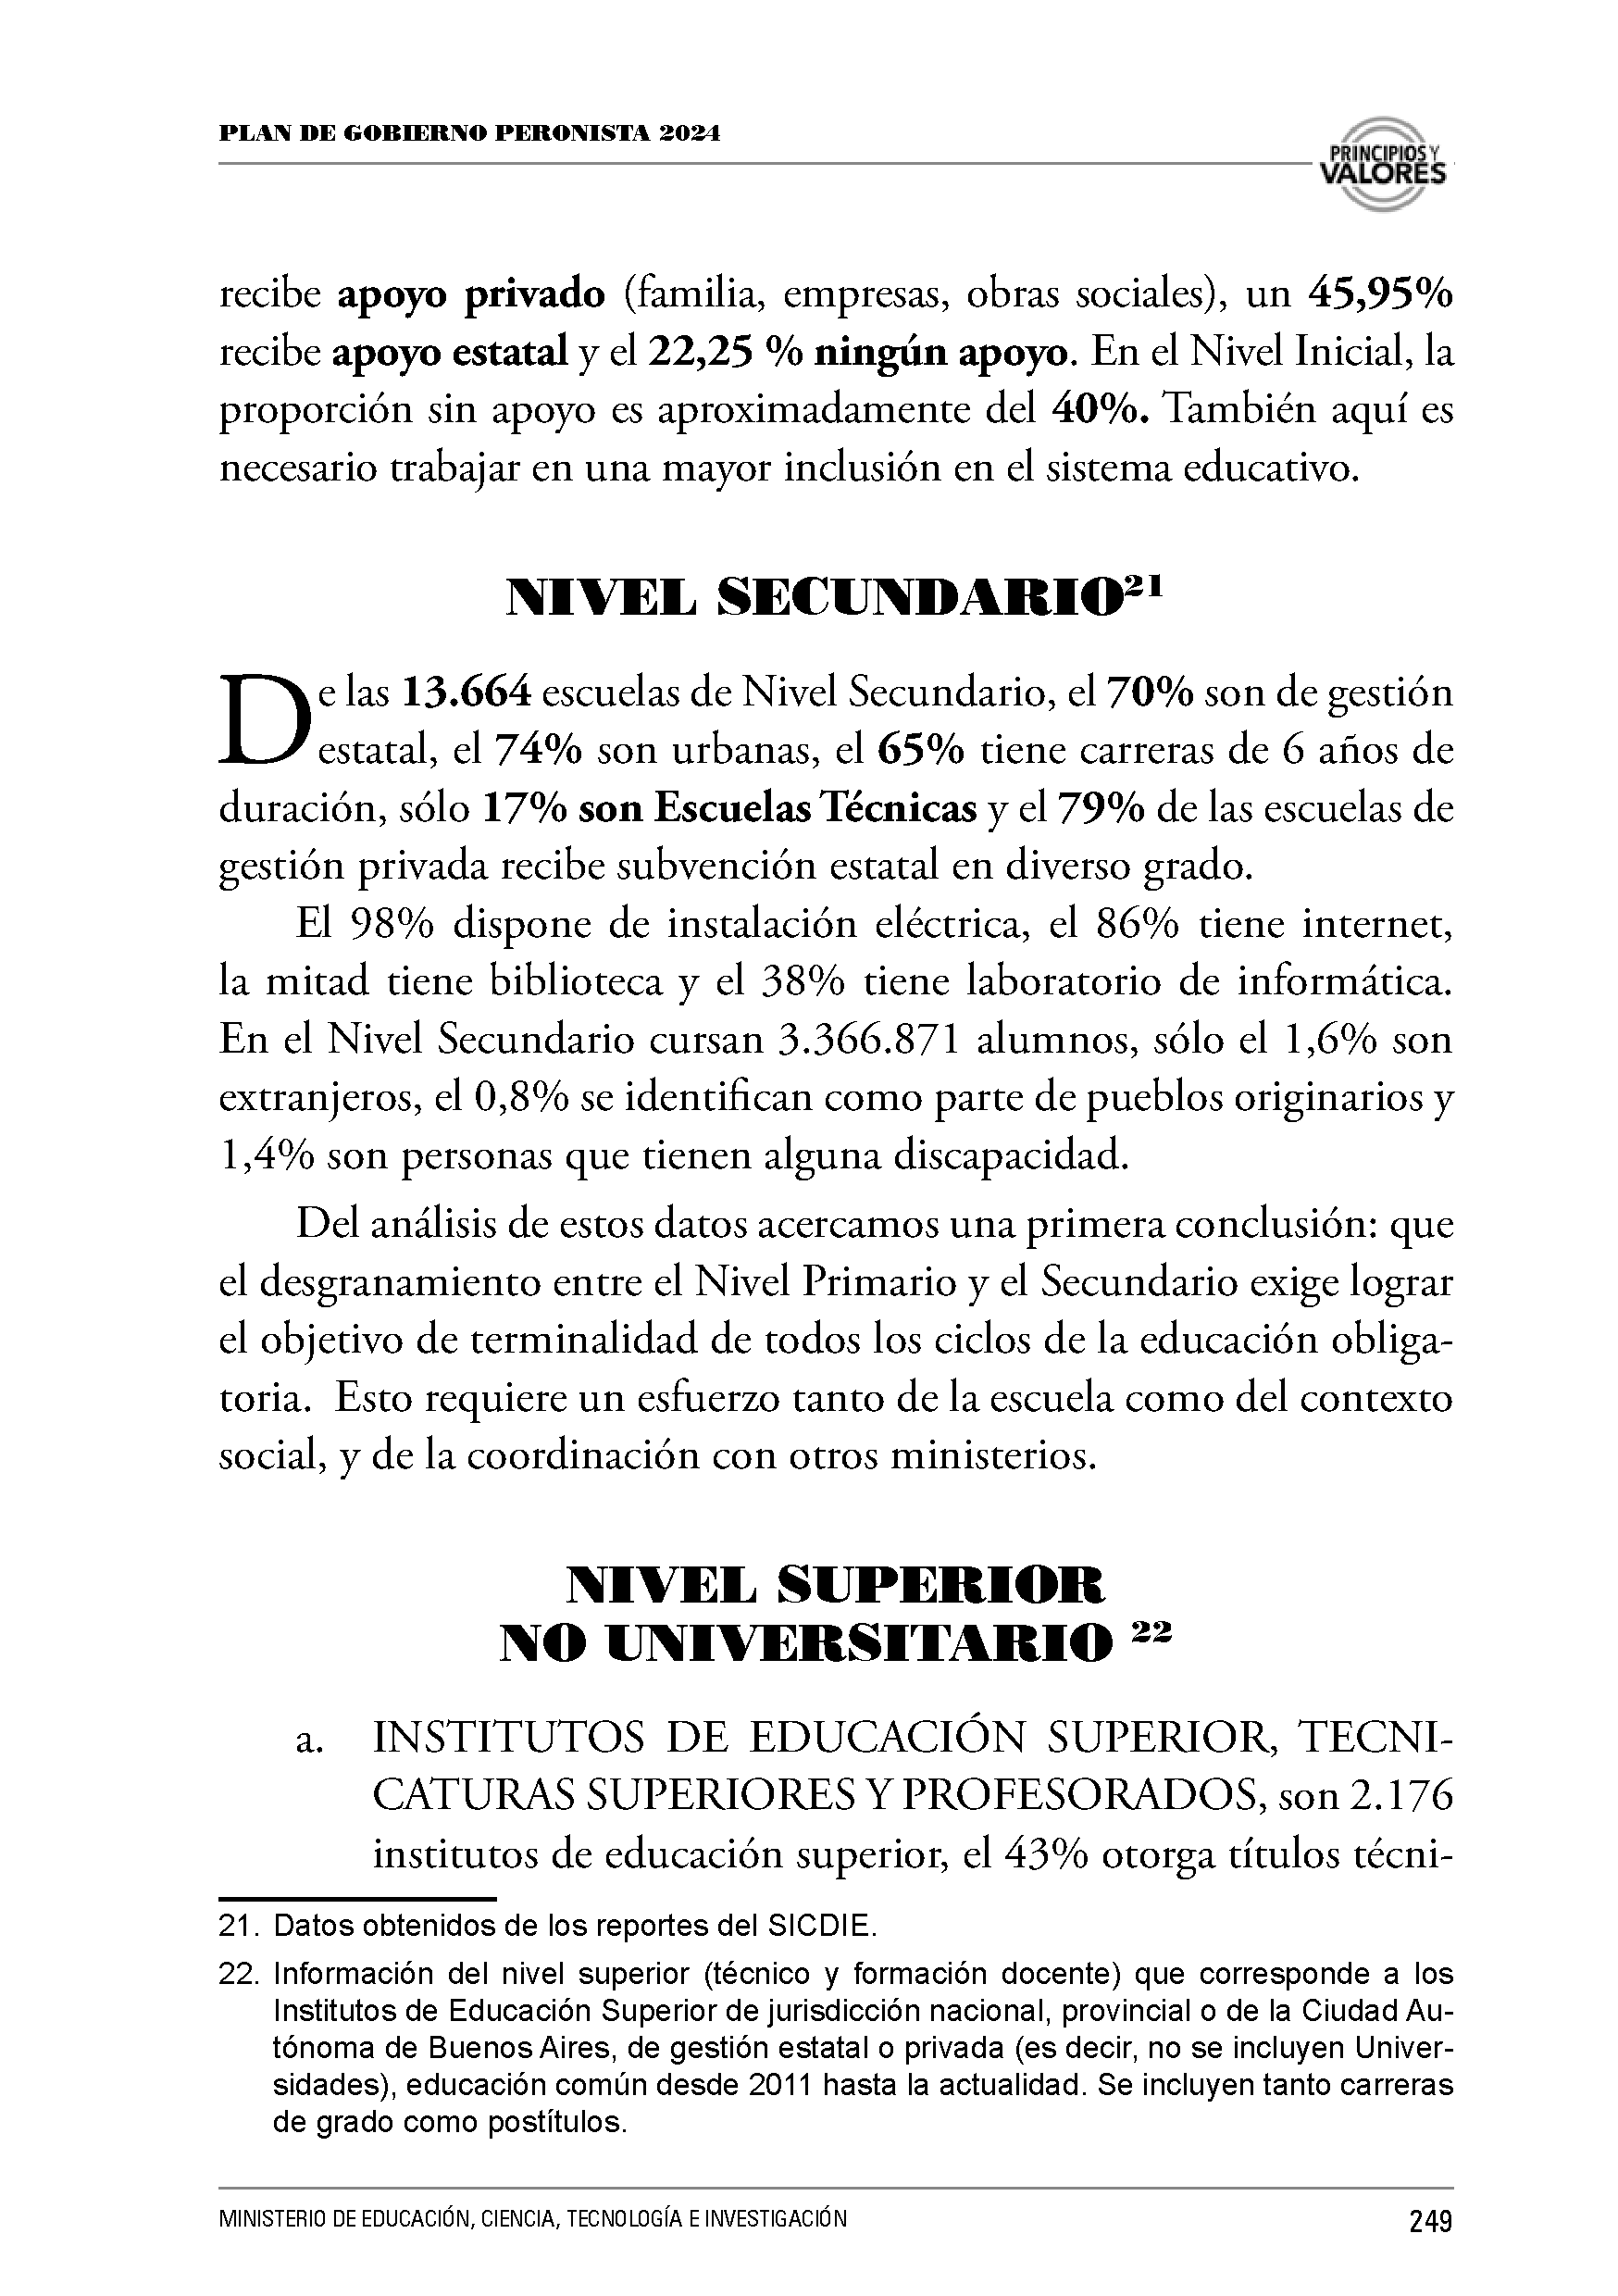 PLAN DE GOBIERNO PERONISTA 2024
PRINCIPIOS Y
VALORES
recibe apoyo privado (familia, empresas, obras sociales), un 45,95%
recibe apoyo estatal y el 22,25 % ningún apoyo. En el Nivel Inicial, la
proporción sin apoyo es aproximadamente del 40%. También aquí es
necesario trabajar en una mayor inclusión en el sistema educativo.
NIVEL SECUNDARIO21
De las 13.664 escuelas de Nivel Secundario, el 70% son de gestión
estatal, el 74% son urbanas, el 65% tiene carreras de 6 años de
duración, sólo 17% son Escuelas Técnicas y el 79% de las escuelas de
gestión privada recibe subvención estatal en diverso grado.
El 98% dispone de instalación eléctrica, el 86% tiene internet,
la mitad tiene biblioteca y el 38% tiene laboratorio de informática.
En el Nivel Secundario cursan 3.366.871 alumnos, sólo el 1,6% son
extranjeros, el 0,8% se identifican como parte de pueblos originarios y
1,4% son personas que tienen alguna discapacidad.
Del análisis de estos datos acercamos una primera conclusión: que
el desgranamiento entre el Nivel Primario y el Secundario exige lograr
el objetivo de terminalidad de todos los ciclos de la educación obliga-
toria. Esto requiere un esfuerzo tanto de la escuela como del contexto
social, y de la coordinación con otros ministerios.
NIVEL SUPERIOR
NO UNIVERSITARIO 22
a. INSTITUTOS DE EDUCACIÓN SUPERIOR, TECNI-
CATURAS SUPERIORES Y PROFESORADOS, son 2.176
institutos de educación superior, el 43% otorga títulos técni-
21. Datos obtenidos de los reportes del SICDIE.
22. Información del nivel superior (técnico y formación docente) que corresponde a los
Institutos de Educación Superior de jurisdicción nacional, provincial o de la Ciudad Au-
tónoma de Buenos Aires, de gestión estatal o privada (es decir, no se incluyen Univer-
sidades), educación común desde 2011 hasta la actualidad. Se incluyen tanto carreras
de grado como postítulos.
MINISTERIO DE EDUCACIÓN, CIENCIA, TECNOLOGÍA E INVESTIGACIÓN
249